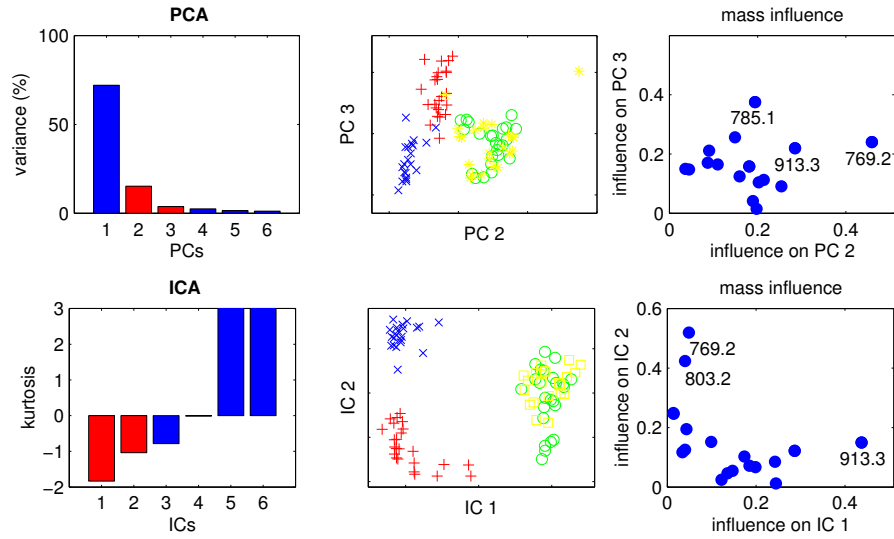 PCA
100
50
0
variance (%)
1 2 3 4 5 6
PCs
PC 3
PC 2
mass influence
0.4
0.2
0
influence on PC 3
785.1
913.3
769.2
0 0.2 0.4
influence on PC 2
ICA
3
2
1
0
−1
−2
kurtosis
1 2 3 4 5 6
ICs
IC 2
IC 1
mass influence
0.6
0.4
0.2
0
influence on IC 2
769.2
803.2
913.3
0 0.2 0.4
influence on IC 1